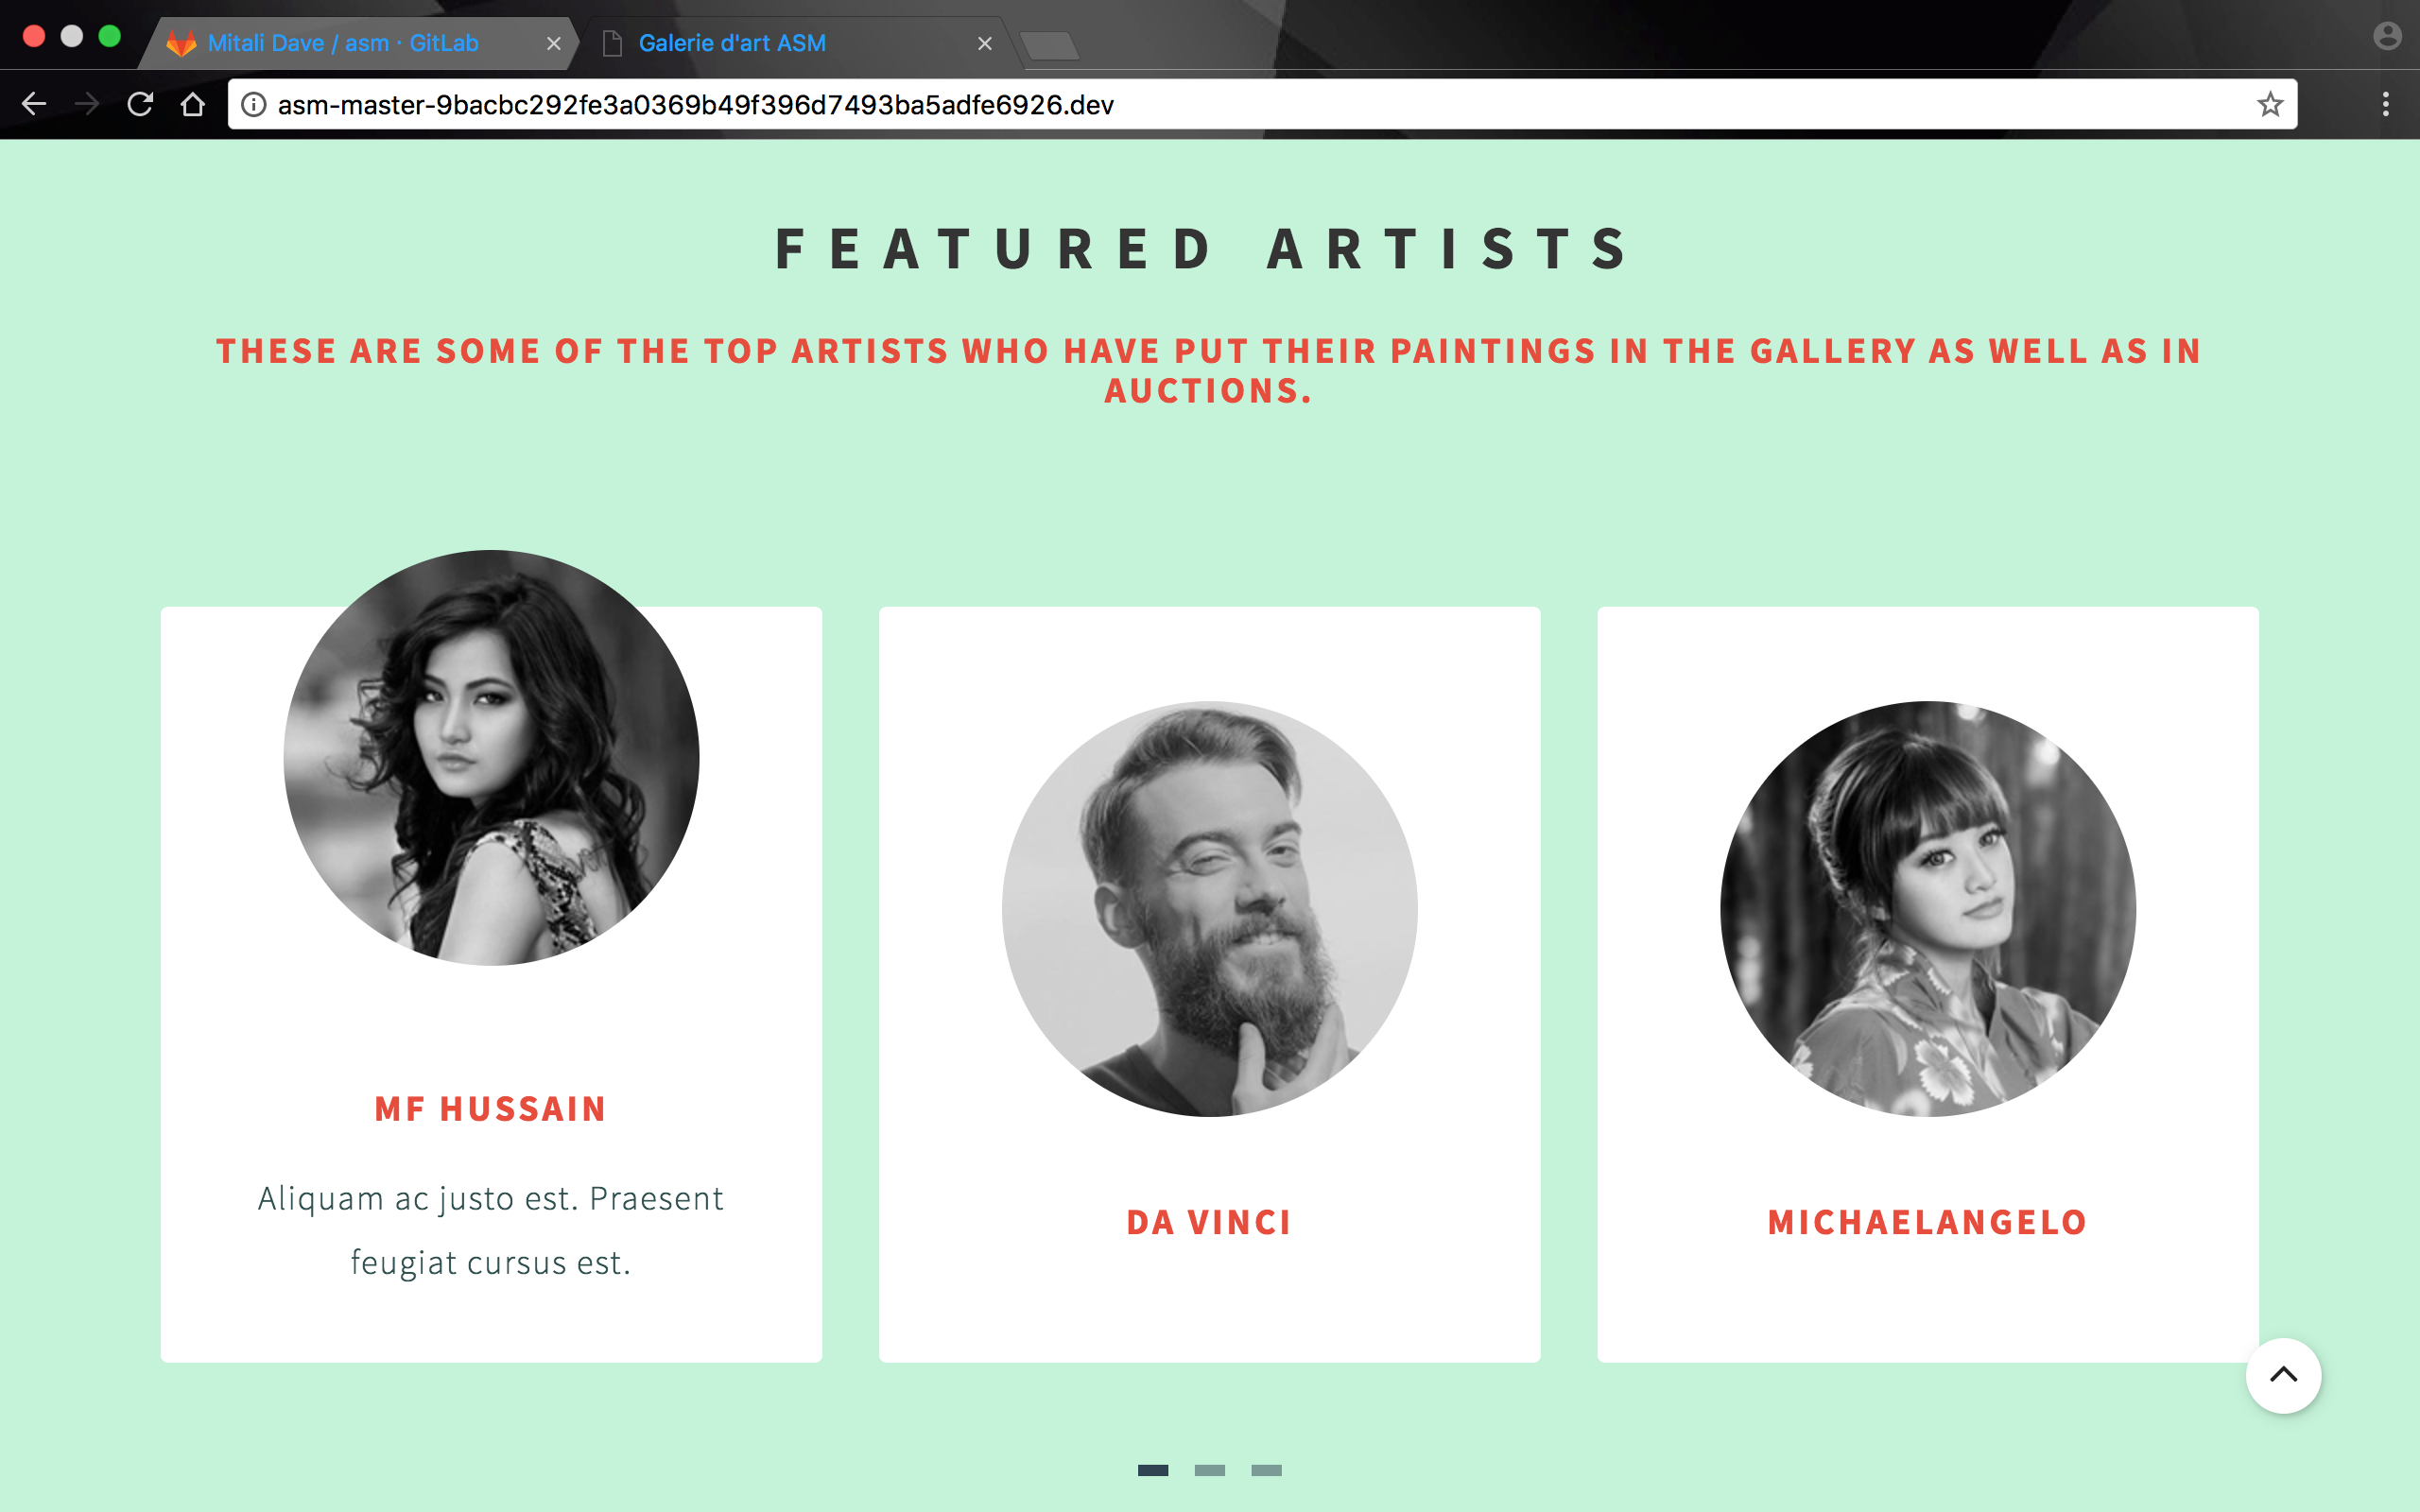 Mitali Dave / asm · GitLab
Galerie d'art ASM
asm-master-9bacbc292fe3a0369b49f396d7493ba5adfe6926.dev
FEATURED ARTISTS
THESE ARE SOME OF THE TOP ARTISTS WHO HAVE PUT THEIR PAINTINGS IN THE GALLERY AS WELL AS IN
AUCTIONS.
MF HUSSAIN
Aliquam ac justo est. Praesent
feugiat cursus est.
DA VINCI
MICHAELANGELO